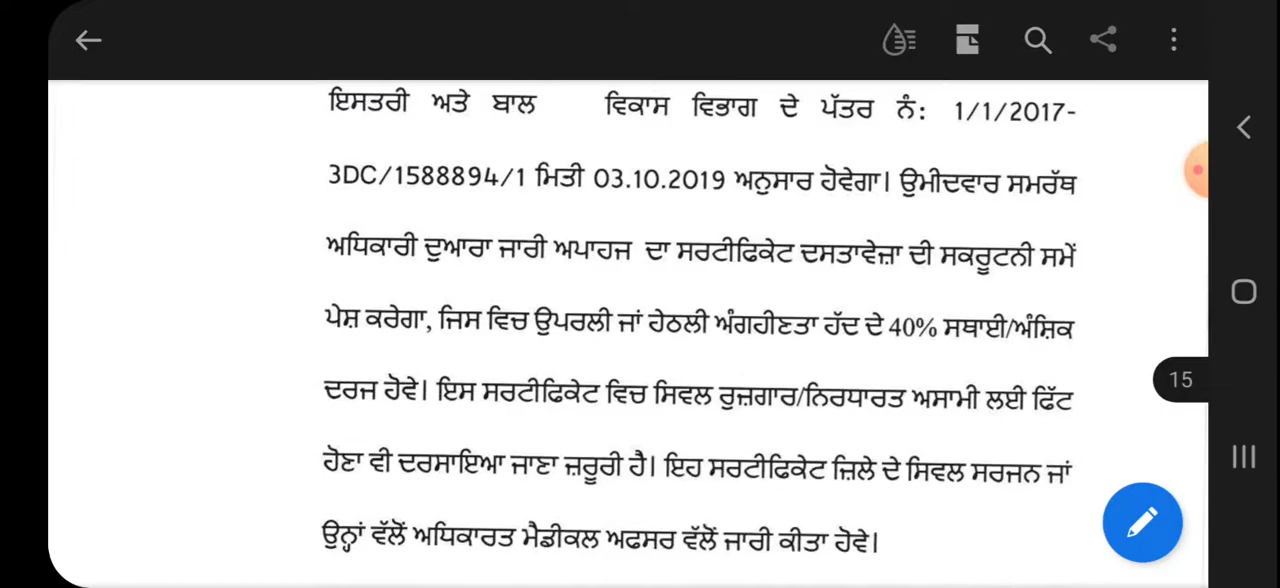 ਇਸਤਰੀ ਅਤੇ ਬਾਲ ਵਿਕਾਸ ਵਿਭਾਗ ਦੇ ਪੱਤਰ ਨੰ: 1/1/2017-
3DC/1588894/1 ਮਿਤੀ 03.10.2019 ਅਨੁਸਾਰ ਹੋਵੇਗਾ। ਉਮੀਦਵਾਰ ਸਮਰੱਥ
ਅਧਿਕਾਰੀ ਦੁਆਰਾ ਜਾਰੀ ਅਪਾਹਜ ਦਾ ਸਰਟੀਫਿਕੇਟ ਦਸਤਾਵੇਜ਼ਾ ਦੀ ਸਕਰੂਟਨੀ ਸਮੇਂ
ਪੇਸ਼ ਕਰੇਗਾ, ਜਿਸ ਵਿਚ ਉਪਰਲੀ ਜਾਂ ਹੇਠਲੀ ਅੰਗਹੀਣਤਾ ਹੱਦ ਦੇ 40% ਸਥਾਈ/ਅੰਸ਼ਿਕ
ਦਰਜ ਹੋਵੇ। ਇਸ ਸਰਟੀਫਿਕੇਟ ਵਿਚ ਸਿਵਲ ਰੁਜ਼ਗਾਰ/ਨਿਰਧਾਰਤ ਅਸਾਮੀ ਲਈ ਫਿੱਟ
15
ਹੋਣਾ ਵੀ ਦਰਸਾਇਆ ਜਾਣਾ ਜ਼ਰੂਰੀ ਹੈ। ਇਹ ਸਰਟੀਫਿਕੇਟ ਜ਼ਿਲੇ ਦੇ ਸਿਵਲ ਸਰਜਨ ਜਾਂ
ਉਨ੍ਹਾਂ ਵੱਲੋਂ ਅਧਿਕਾਰਤ ਮੈਡੀਕਲ ਅਫਸਰ ਵੱਲੋਂ ਜਾਰੀ ਕੀਤਾ ਹੋਵੇ।